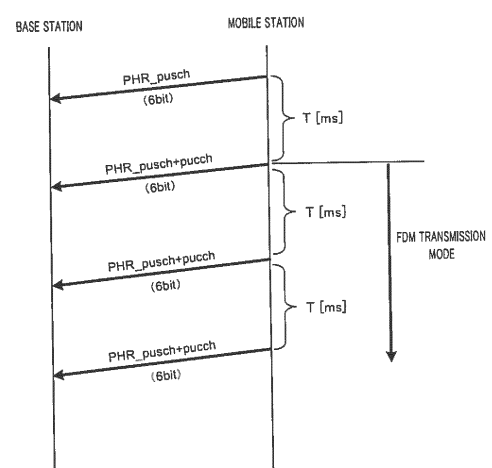 BASE STATION
MOBILE STATION
PHR_pusch
(6bit)
T [ms]
PHR_pusch+pucch
(6bit)
T [ms]
FDM TRANSMISSION
MODE
PHR_pusch+pucch
(6bit)
T [ms]
PHR_pusch+pucch
(6bit)